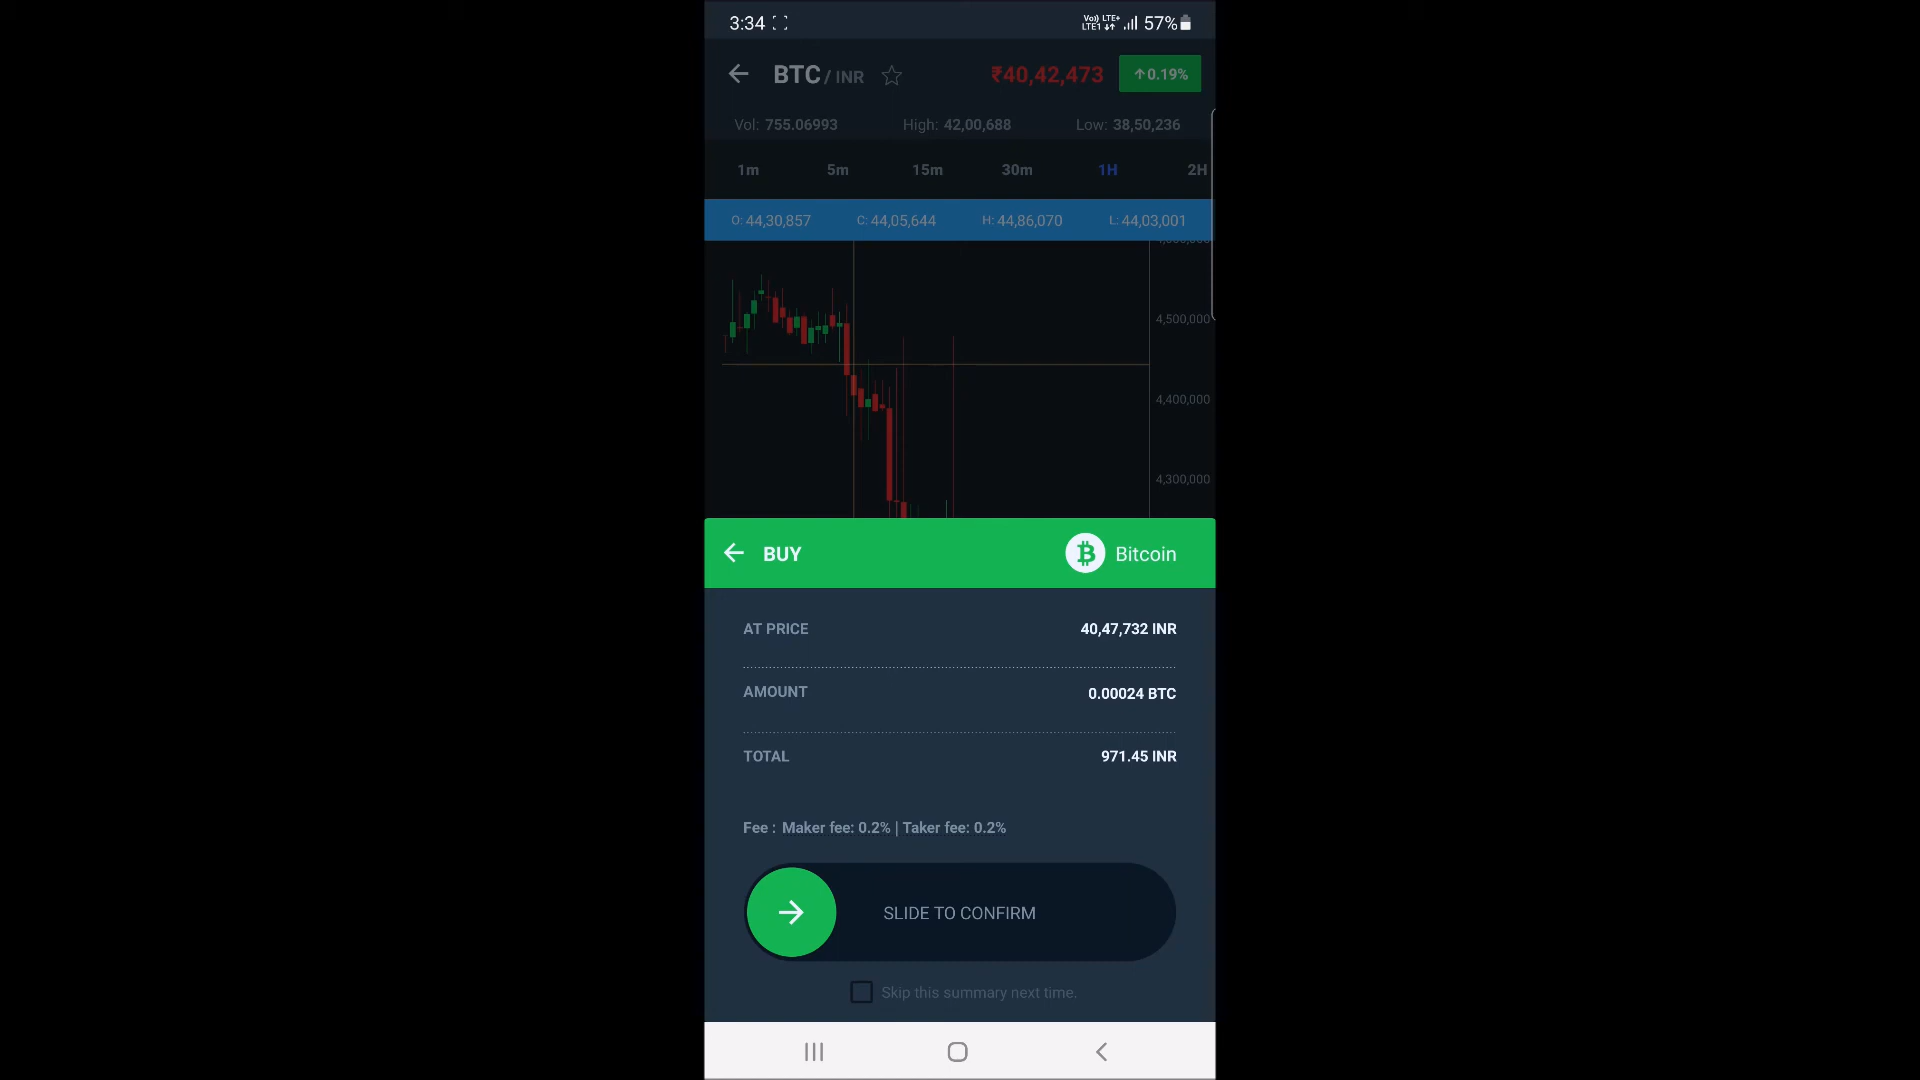 3:34 Vo)) LTE+ LTE1 57%
BTC / INR ₹40,42,473 ↑0.19%
Vol: 755.06993 High: 42,00,688 Low: 38,50,236
1m 5m 15m 30m 1H 2H
O: 44,30,857 C: 44,05,644 H: 44,86,070 L: 44,03,001
4,500,000
4,400,000
4,300,000
BUY Bitcoin
AT PRICE 40,47,732 INR
AMOUNT 0.00024 BTC
TOTAL 971.45 INR
Fee : Maker fee: 0.2% | Taker fee: 0.2%
SLIDE TO CONFIRM
Skip this summary next time.